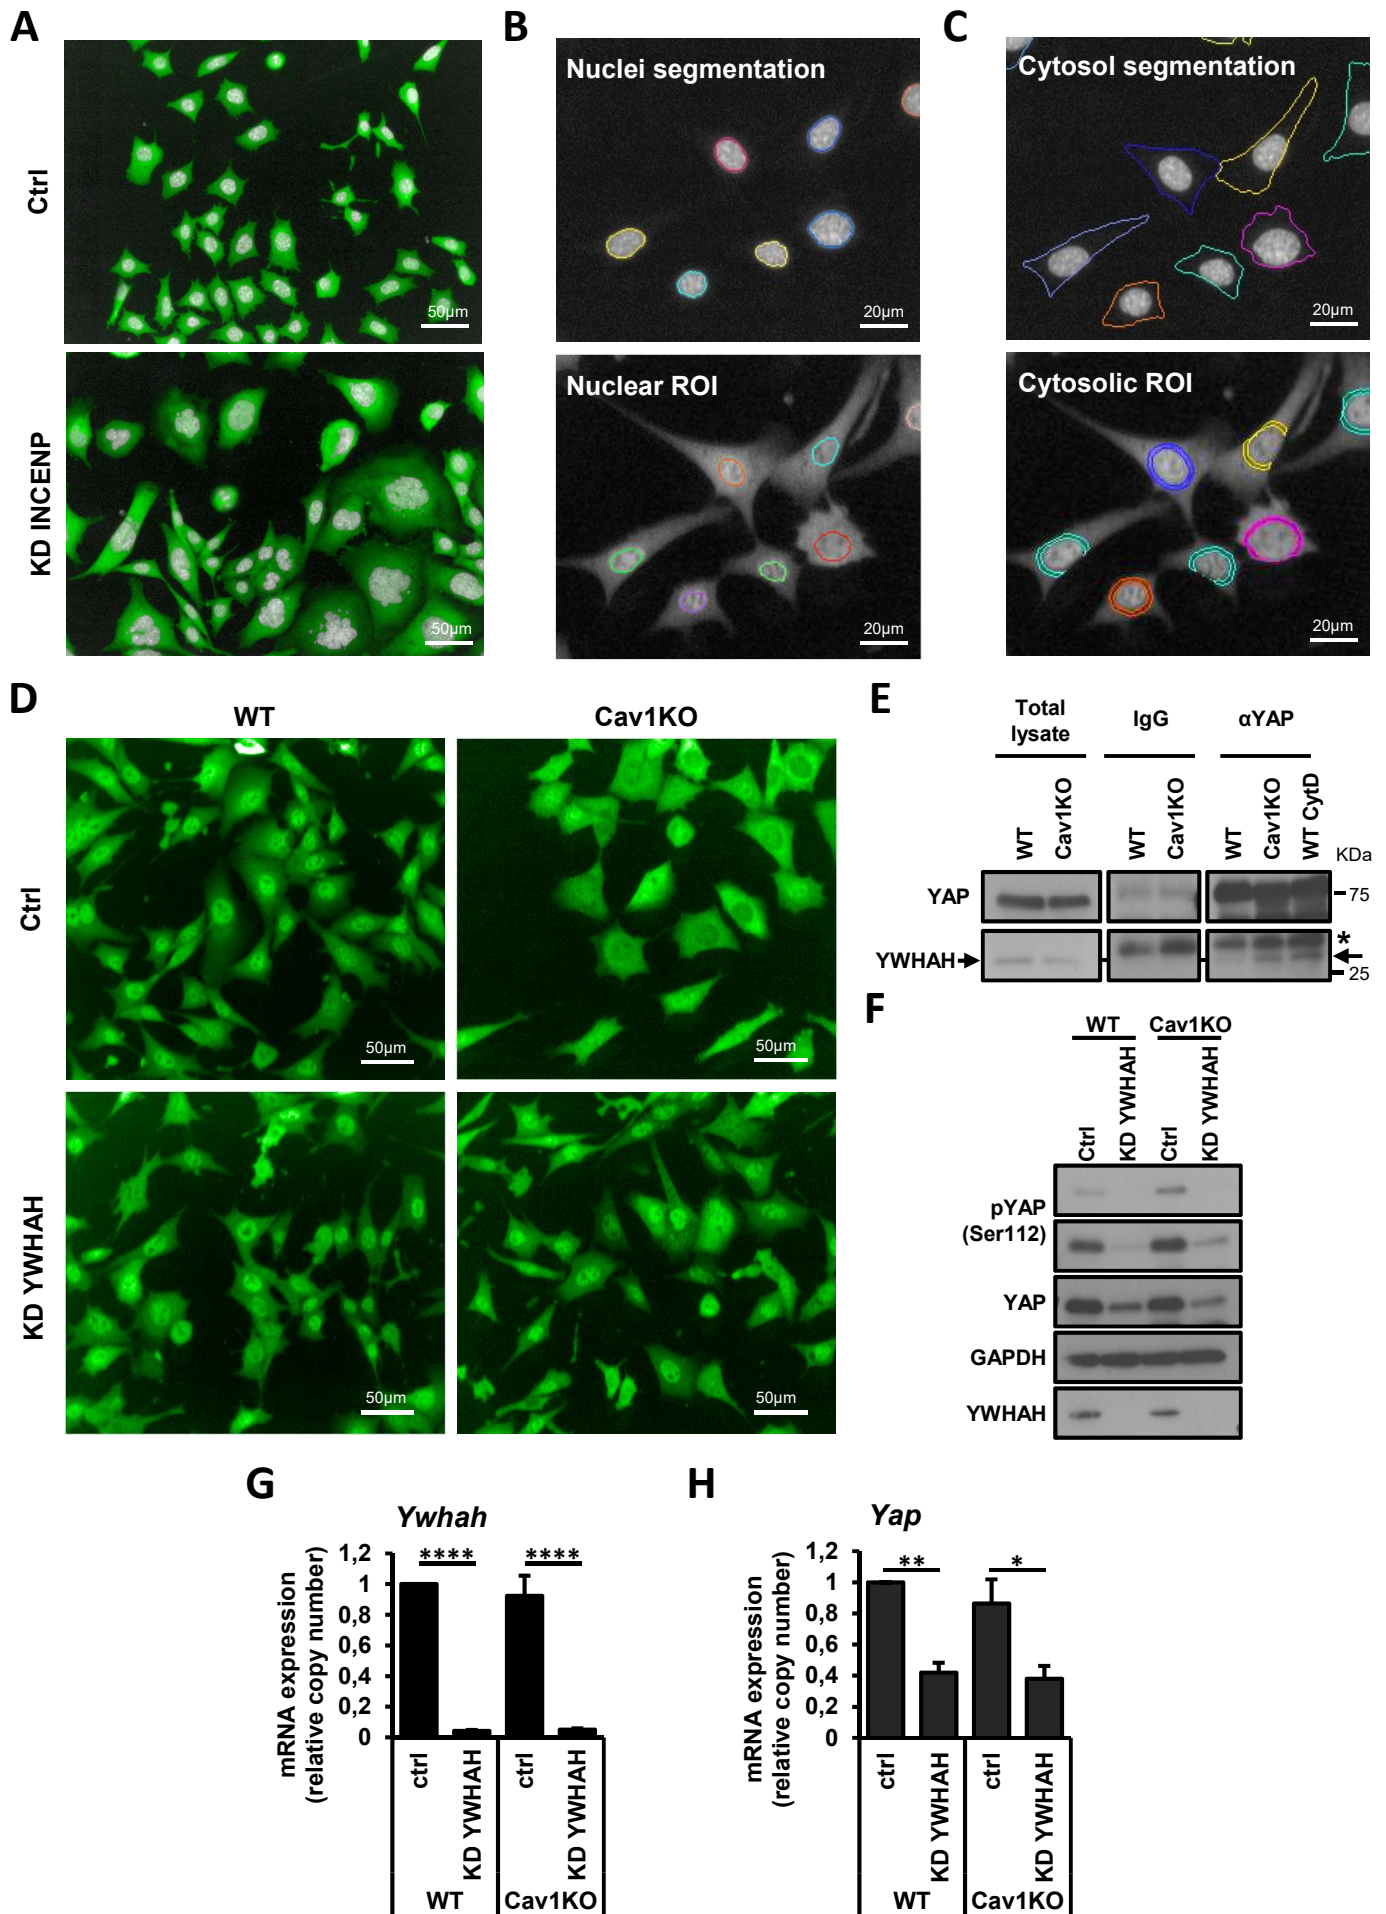 A
B
C
Ctrl
50µm
Nuclei segmentation
20µm
Cytosol segmentation
20µm
KD INCENP
50µm
Nuclear ROI
20µm
Cytosolic ROI
20µm
D
WT
Cav1KO
Ctrl
50µm
50µm
KD YWHAH
50µm
50µm
E
Total
lysate
IgG
αYAP
WT
Cav1KO
WT
Cav1KO
WT
Cav1KO
WT CytD
KDa
YAP
75
*
YWHAH
25
F
WT
Cav1KO
Ctrl
KD YWHAH
Ctrl
KD YWHAH
pYAP
(Ser112)
YAP
GAPDH
YWHAH
G
Ywhah
mRNA expression
(relative copy number)
1,2
1
0,8
0,6
0,4
0,2
0
****
****
ctrl
KD YWHAH
ctrl
KD YWHAH
WT
Cav1KO
H
Yap
mRNA expression
(relative copy number)
1,2
1
0,8
0,6
0,4
0,2
0
**
*
ctrl
KD YWHAH
ctrl
KD YWHAH
WT
Cav1KO